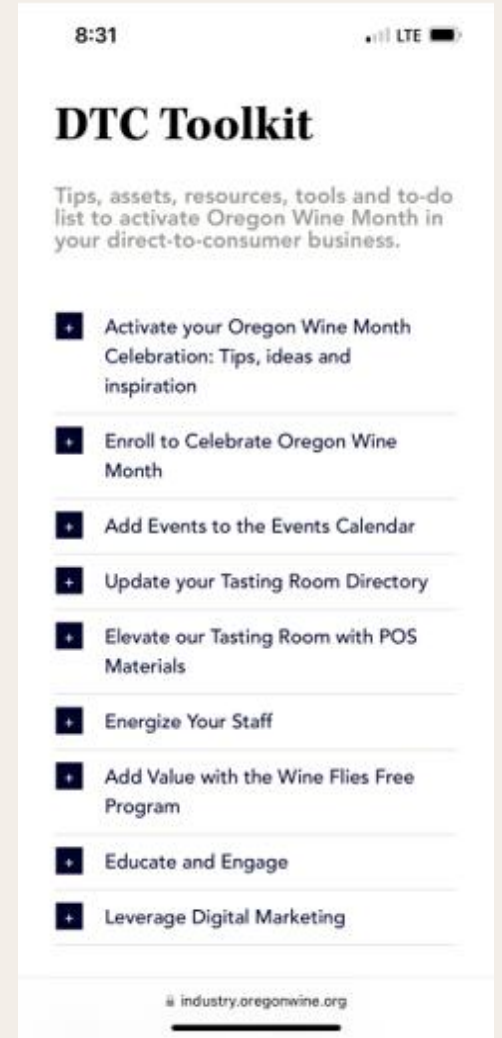 8:31
LTE
DTC Toolkit
Tips, assets, resources, tools and to-do
list to activate Oregon Wine Month in
your direct-to-consumer business.
+ Activate your Oregon Wine Month
Celebration: Tips, ideas and
inspiration
+ Enroll to Celebrate Oregon Wine
Month
+ Add Events to the Events Calendar
+ Update your Tasting Room Directory
+ Elevate our Tasting Room with POS
Materials
+ Energize Your Staff
+ Add Value with the Wine Flies Free
Program
+ Educate and Engage
+ Leverage Digital Marketing
industry.oregonwine.org